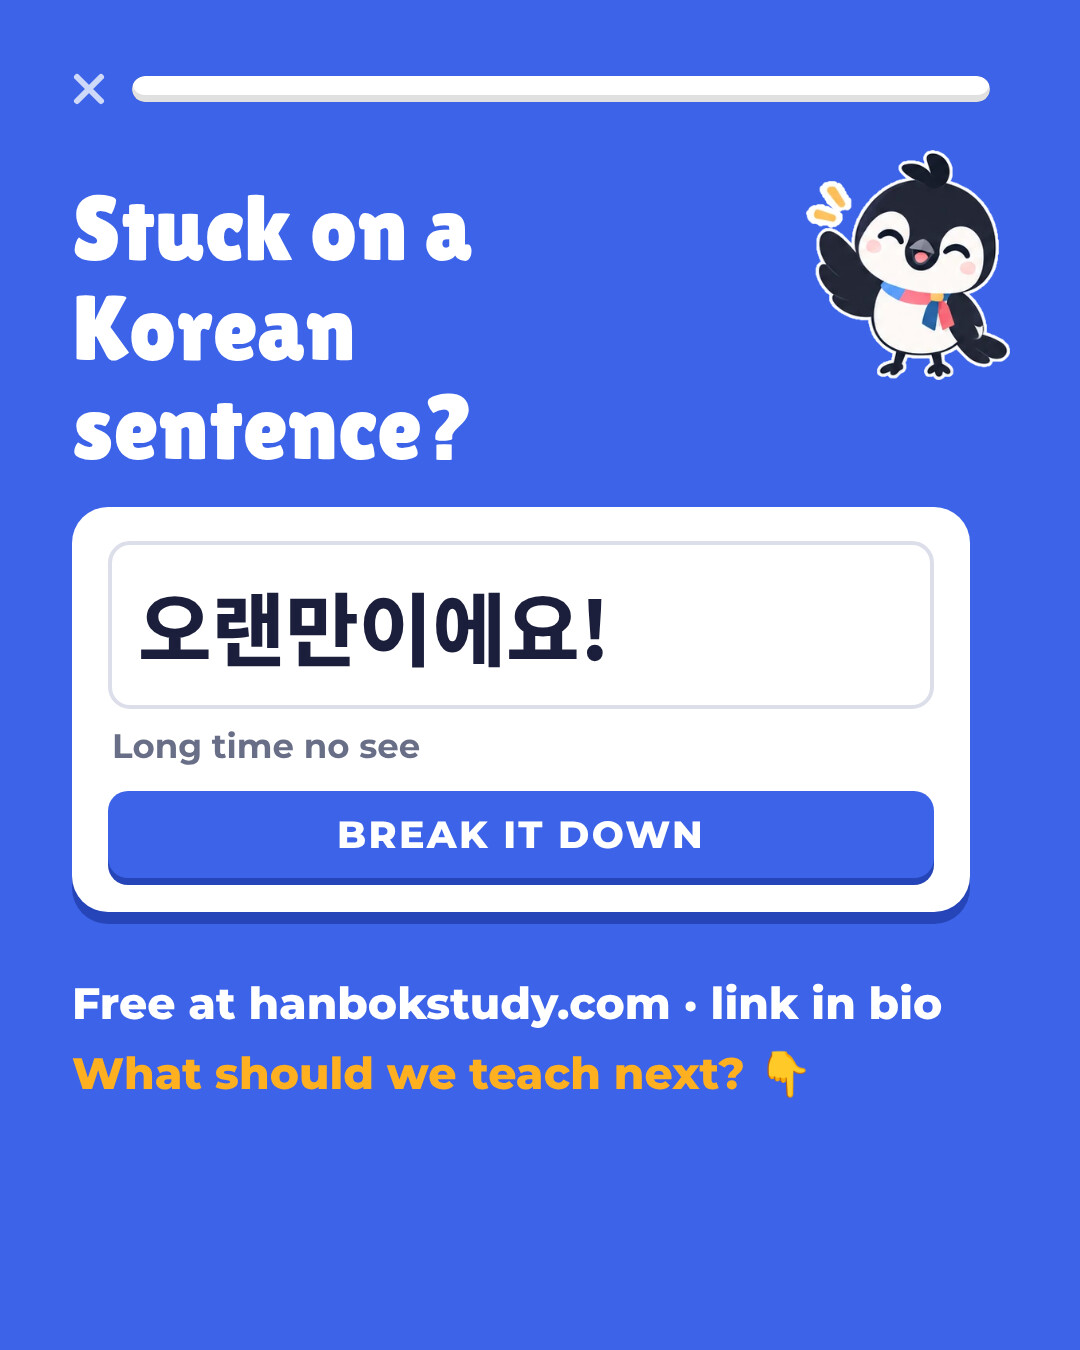 Stuck on a
Korean
sentence?
오랜만이에요!
Long time no see
BREAK IT DOWN
Free at hanbokstudy.com • link in bio
What should we teach next? 👇